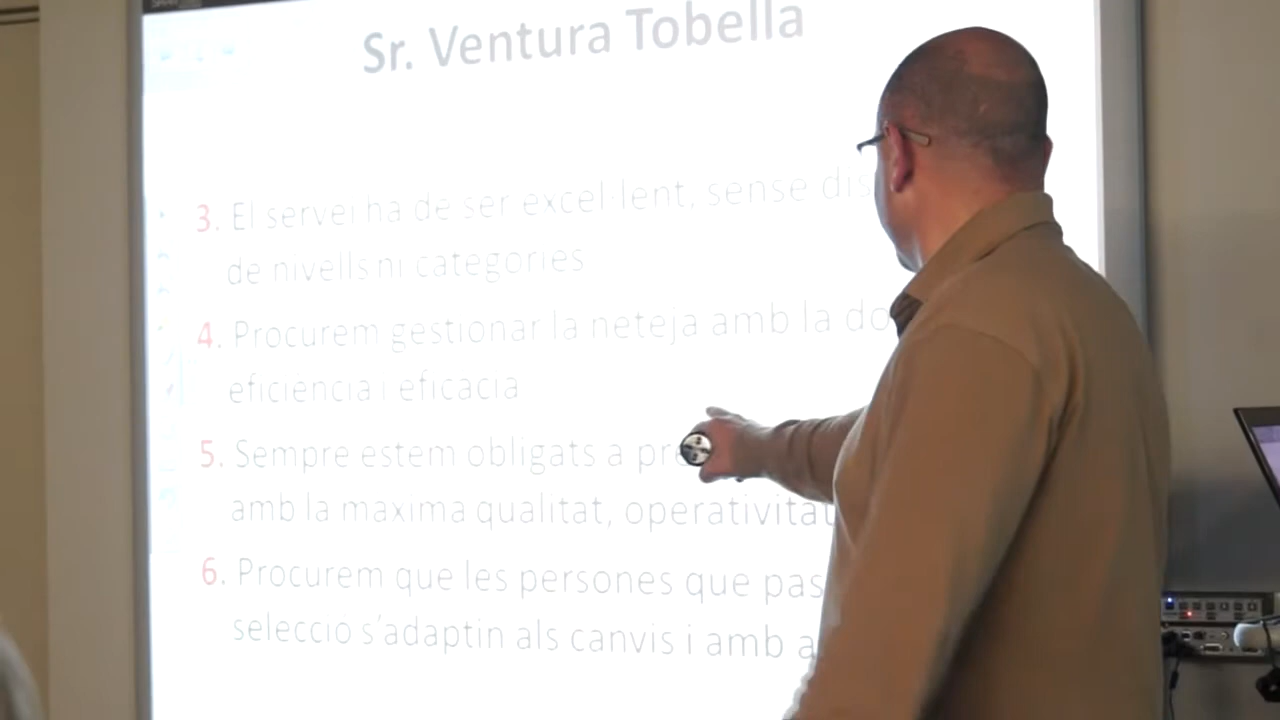 Sr. Ventura Tobella
3. El servei ha de ser excel·lent, sense dis
de nivells ni categories
4. Procurem gestionar la neteja amb la do
eficiència i eficàcia
5. Sempre estem obligats a pre
amb la màxima qualitat, operativitat
6. Procurem que les persones que pas
selecció s'adaptin als canvis i amb a